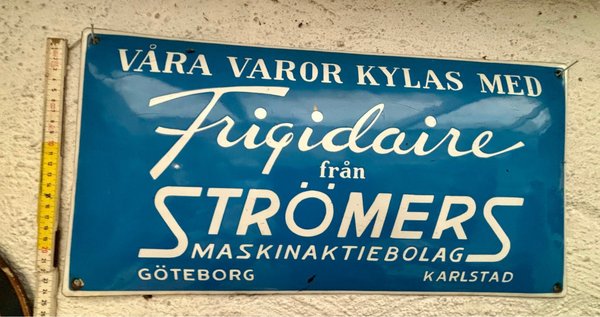 VÅRA VAROR KYLAS MED
Frigidaire
från
STRÖMERS
MASKINAKTIEBOLAG
GÖTEBORG KARLSTAD